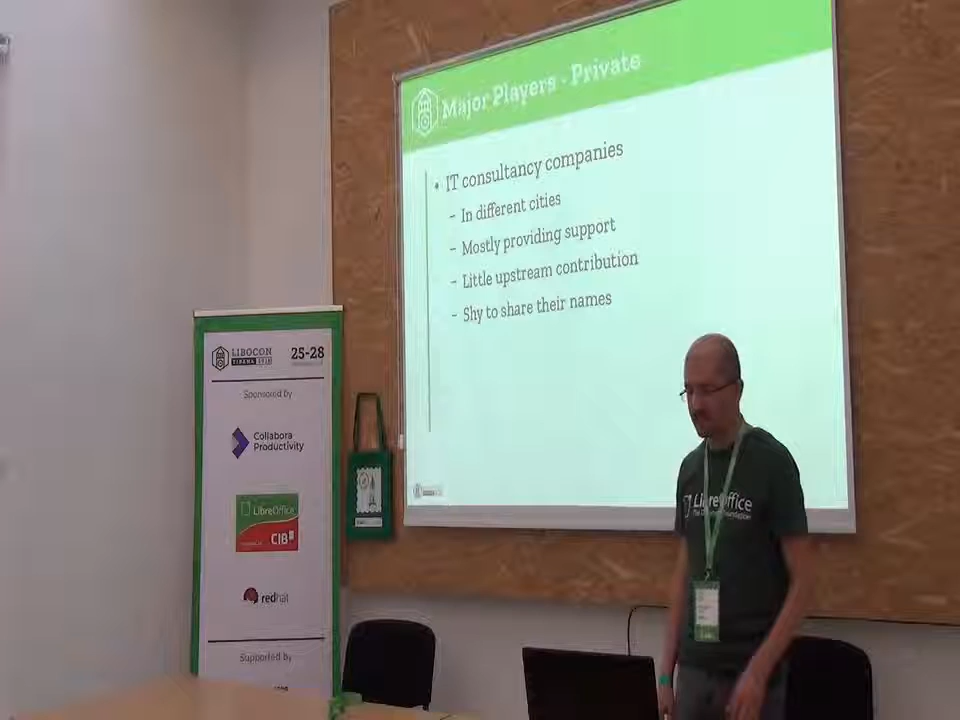 Major Players - Private
• IT consultancy companies
– In different cities
– Mostly providing support
– Little upstream contribution
– Shy to share their names
LIBOCON
25-28
Sponsored by
Collabora
Productivity
LibreOffice
CIB
redhat
Supported by
LibreOffice